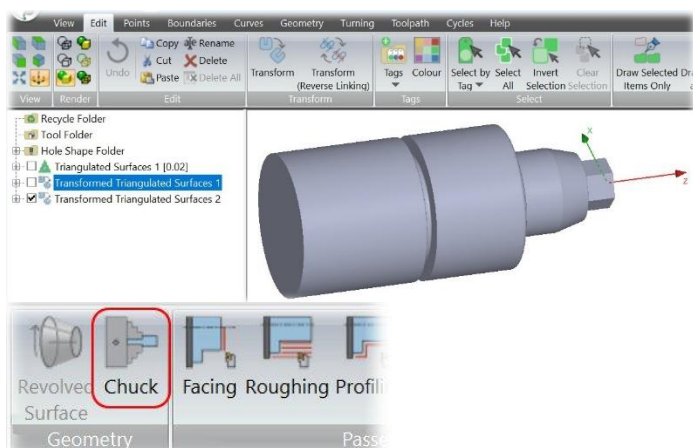 View Edit Points Boundaries Curves Geometry Turning Toolpath Cycles Help
Undo
Copy Rename
Cut Delete
Paste Delete All
Transform
Transform
(Reverse Linking)
Tags
Colour
Select by
Tag
Select
All
Invert
Selection
Clear
Selection
Draw Selected
Items Only
View Render Edit Transform Tags Select
Recycle Folder
Tool Folder
Hole Shape Folder
Triangulated Surfaces 1 [0.02]
Transformed Triangulated Surfaces 1
Transformed Triangulated Surfaces 2
X
Z
Revolved
Surface
Chuck
Facing
Roughing
Profili
Geometry
Passe